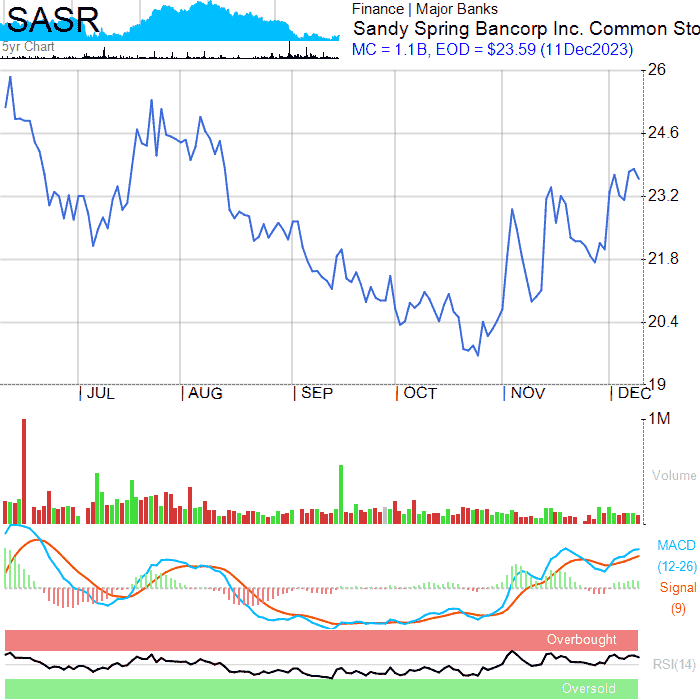 SASR
5yr Chart
Finance | Major Banks
Sandy Spring Bancorp Inc. Common Sto
MC = 1.1B, EOD = $23.59 (11Dec2023)
26
24.6
23.2
21.8
20.4
19
JUL AUG SEP OCT NOV DEC
1M
Volume
MACD
(12-26)
Signal
(9)
Overbought
RSI(14)
Oversold